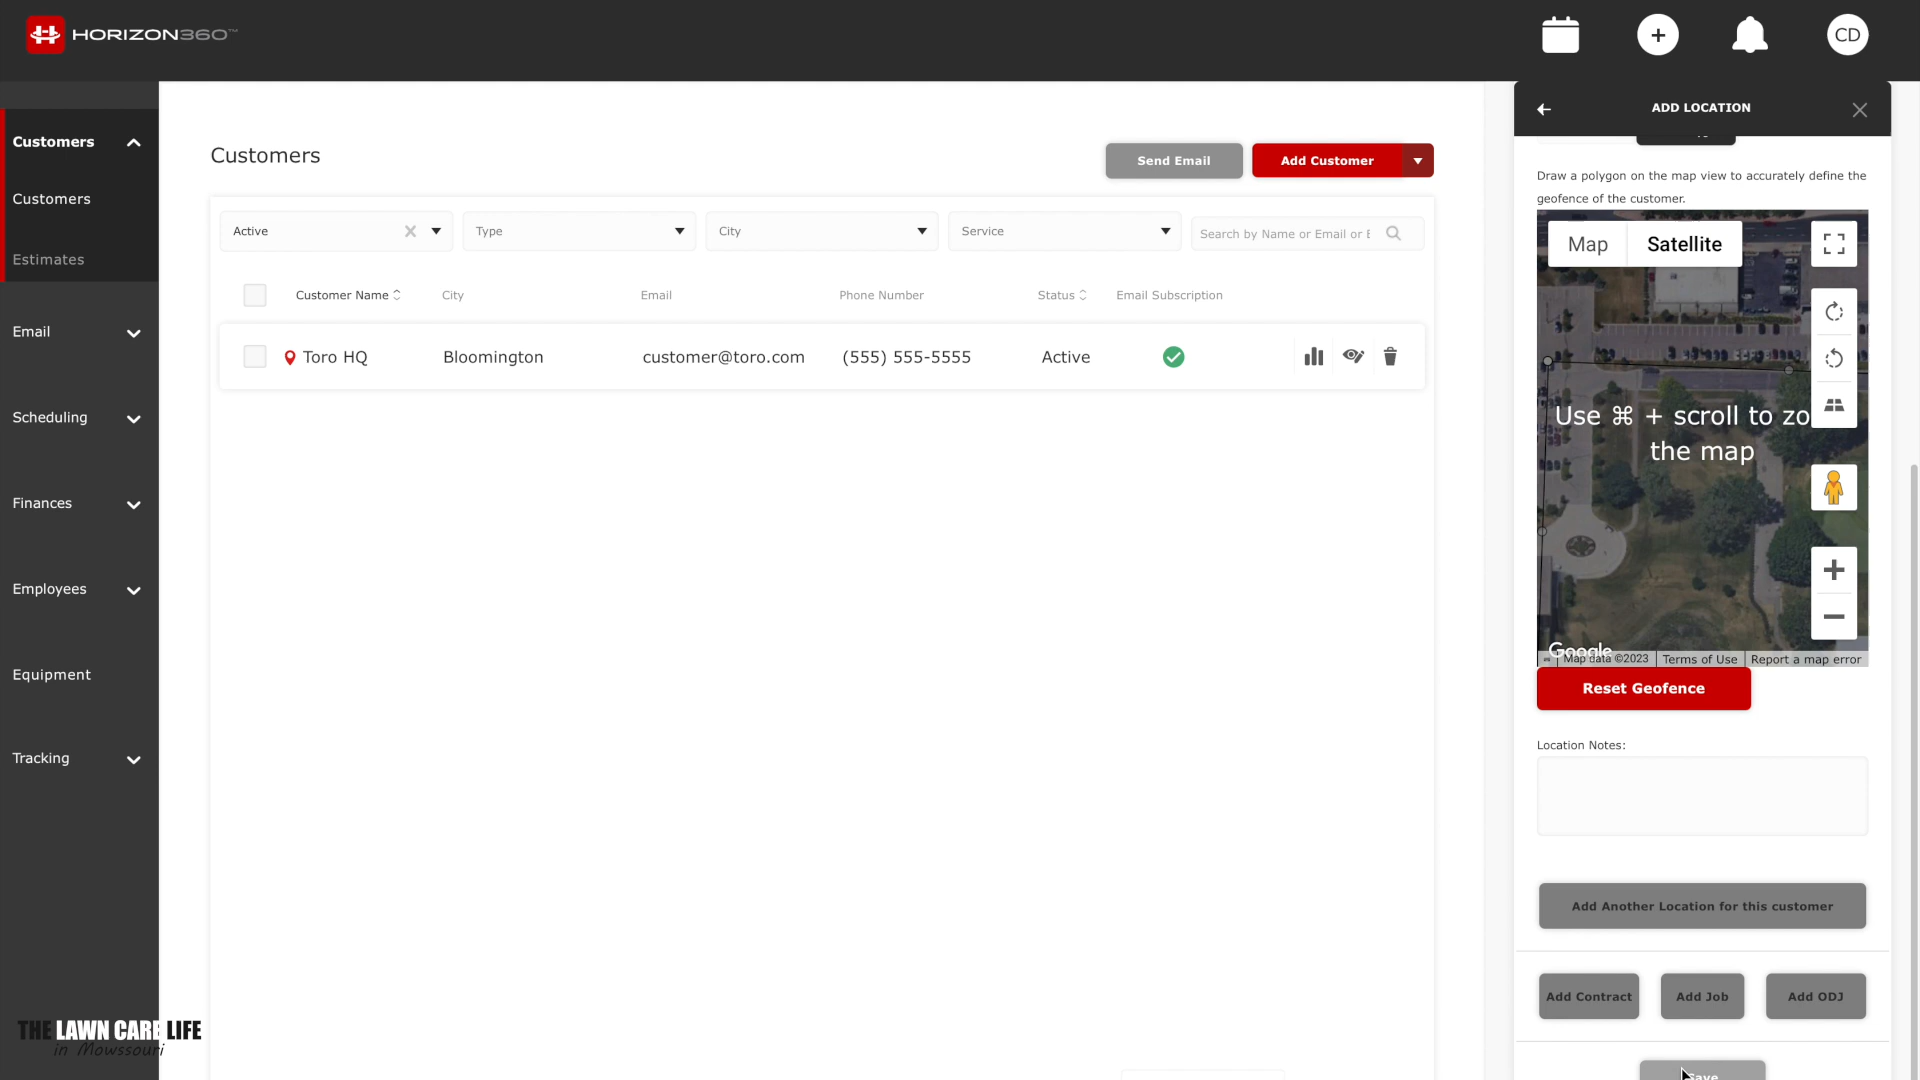 HORIZON360™
CD
Customers
Customers
Estimates
Email
Scheduling
Finances
Employees
Equipment
Tracking
THE LAWN CARE LIFE
in Mowssouri
Customers
Send Email
Add Customer
Active
Type
City
Service
Search by Name or Email or
Customer Name
City
Email
Phone Number
Status
Email Subscription
Toro HQ
Bloomington
customer@toro.com
(555) 555-5555
Active
ADD LOCATION
Draw a polygon on the map view to accurately define the
geofence of the customer.
Map
Satellite
Use ⌘ + scroll to zo
the map
Google
Map data ©2023
Terms of Use
Report a map error
Reset Geofence
Location Notes:
Add Another Location for this customer
Add Contract
Add Job
Add ODJ
Save